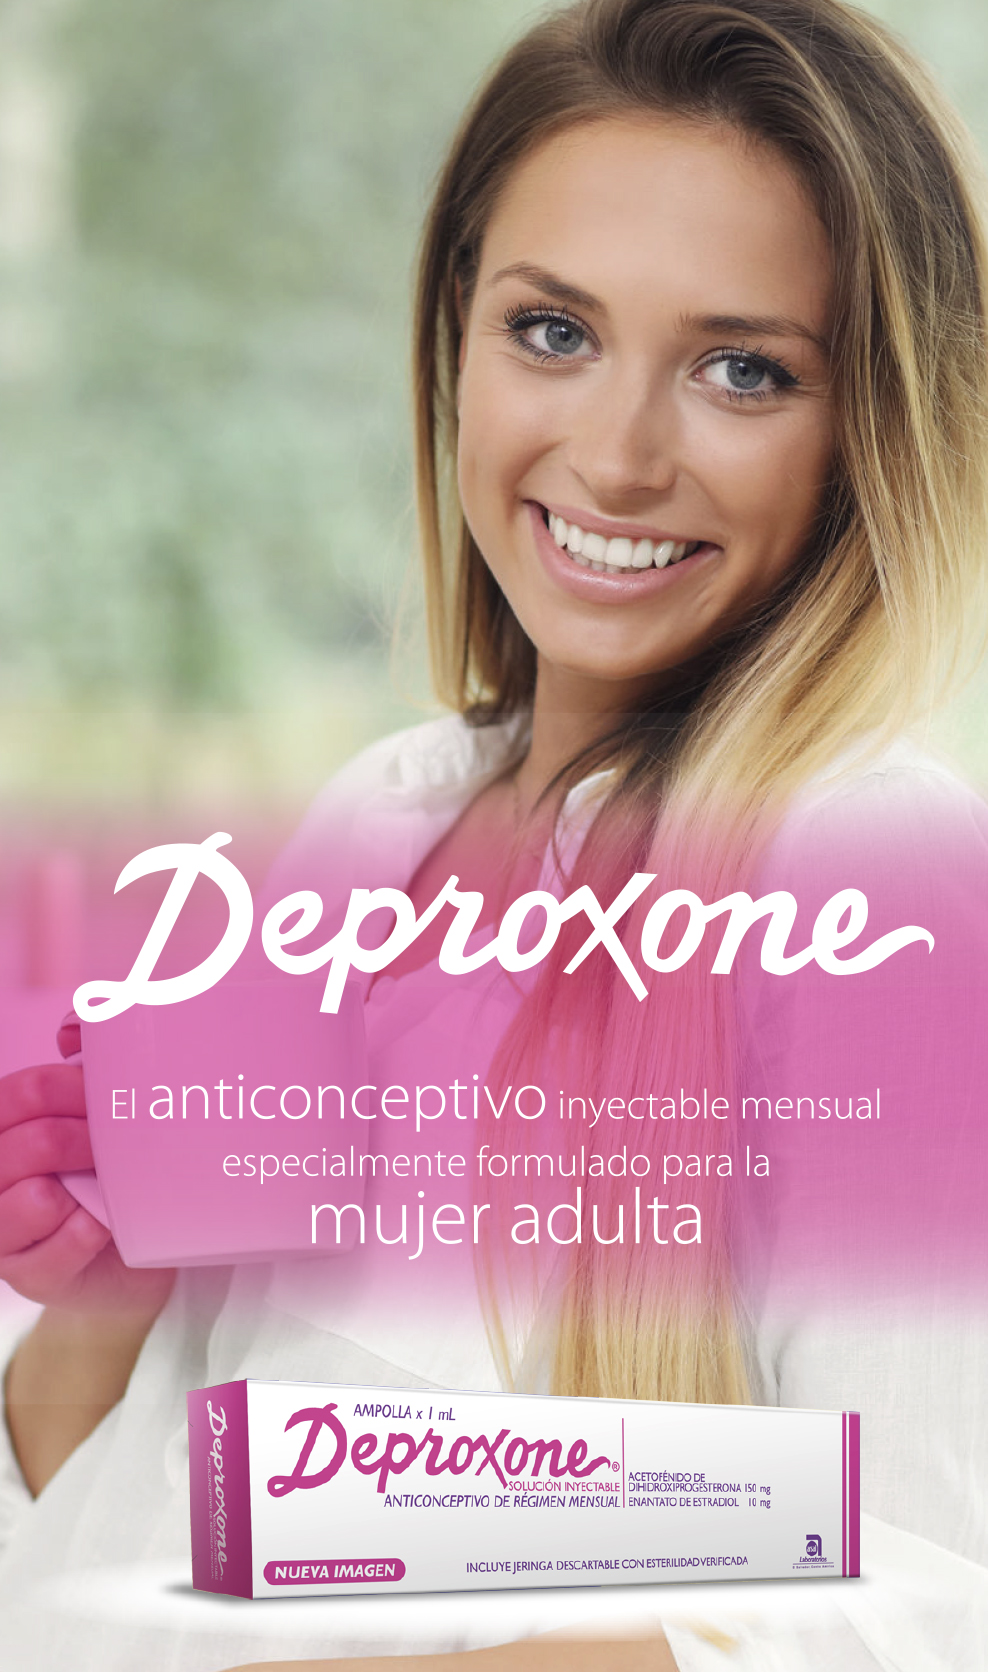 Deproxone
El anticonceptivo inyectable mensual
especialmente formulado para la
mujer adulta
AMPOLLA x 1 mL
Deproxone®
SOLUCIÓN INYECTABLE
ANTICONCEPTIVO DE RÉGIMEN MENSUAL
ACETOFÉNIDO DE
DIHIDROXIPROGESTERONA 150 mg
ENANTATO DE ESTRADIOL 10 mg
NUEVA IMAGEN
INCLUYE JERINGA DESCARTABLE CON ESTERILIDAD VERIFICADA
Laboratorios
Deproxone